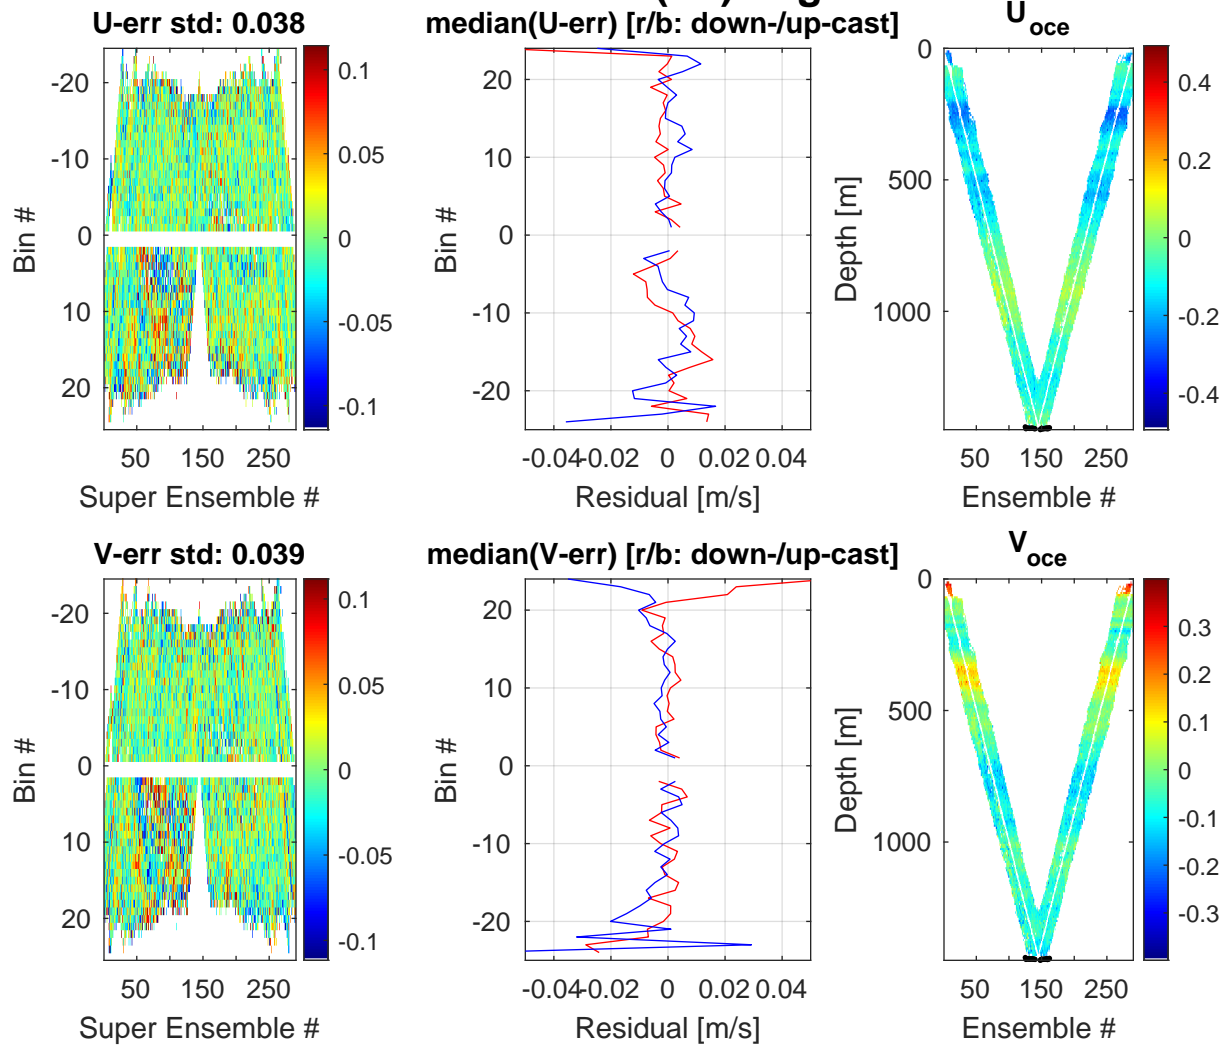 U-err std: 0.038
median(U-err) [r/b: down-/up-cast]
U_oce
-20
-10
0
10
20
Bin #
50 150 250
Super Ensemble #
0.1
0.05
0
-0.05
-0.1
20
10
0
-10
-20
Bin #
-0.04 -0.02 0 0.02 0.04
Residual [m/s]
0
500
1000
Depth [m]
50 150 250
Ensemble #
0.4
0.2
0
-0.2
-0.4
V-err std: 0.039
median(V-err) [r/b: down-/up-cast]
V_oce
-20
-10
0
10
20
Bin #
50 150 250
Super Ensemble #
0.1
0.05
0
-0.05
-0.1
20
10
0
-10
-20
Bin #
-0.04 -0.02 0 0.02 0.04
Residual [m/s]
0
500
1000
Depth [m]
50 150 250
Ensemble #
0.3
0.2
0.1
0
-0.1
-0.2
-0.3